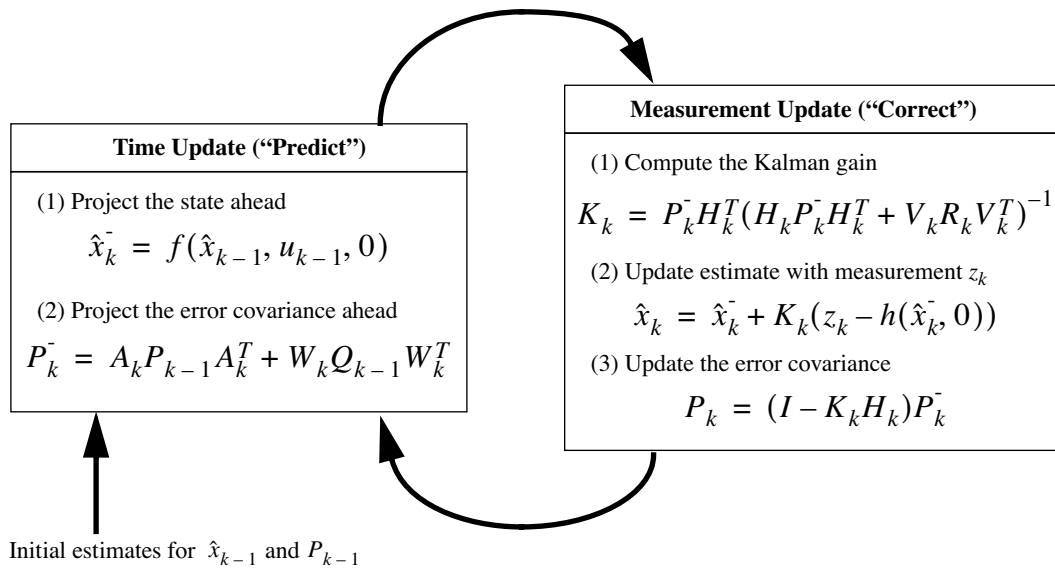 Time Update (“Predict”)
(1) Project the state ahead
x̂ₖ⁻ = f(x̂ₖ₋₁, uₖ₋₁, 0)
(2) Project the error covariance ahead
Pₖ⁻ = AₖPₖ₋₁Aₖᵀ + WₖQₖ₋₁Wₖᵀ
Measurement Update (“Correct”)
(1) Compute the Kalman gain
Kₖ = Pₖ⁻Hₖᵀ(HₖPₖ⁻Hₖᵀ + VₖRₖVₖᵀ)⁻¹
(2) Update estimate with measurement zₖ
x̂ₖ = x̂ₖ⁻ + Kₖ(zₖ – h(x̂ₖ⁻, 0))
(3) Update the error covariance
Pₖ = (I – KₖHₖ)Pₖ⁻
Initial estimates for x̂ₖ₋₁ and Pₖ₋₁